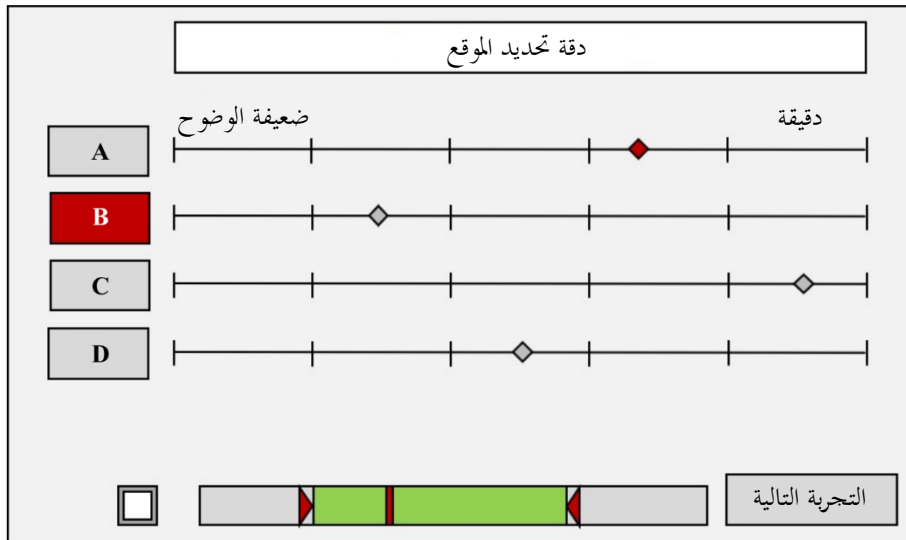 دقة تحديد الموقع
دقيقة
ضعيفة الوضوح
A
B
C
D
التجربة التالية